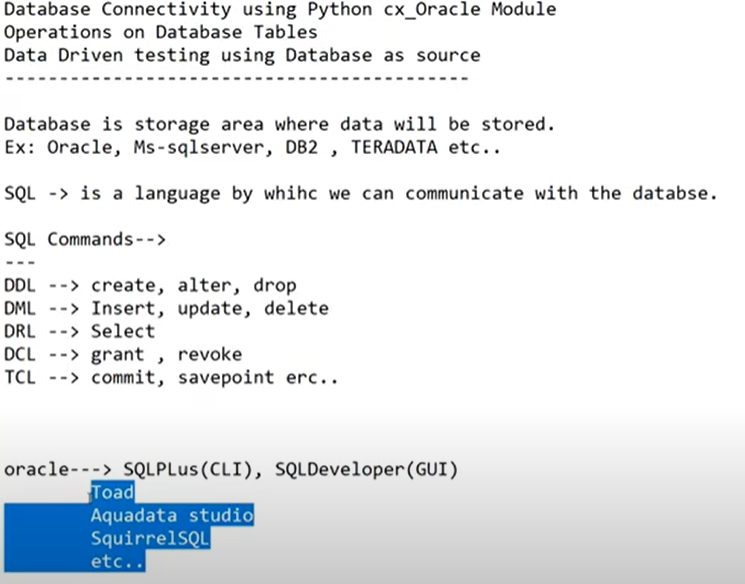 Database Connectivity using Python cx_Oracle Module
Operations on Database Tables
Data Driven testing using Database as source
-------------------------------------------
Database is storage area where data will be stored.
Ex: Oracle, Ms-sqlserver, DB2 , TERADATA etc..
SQL -> is a language by whihc we can communicate with the databse.
SQL Commands-->
---
DDL --> create, alter, drop
DML --> Insert, update, delete
DRL --> Select
DCL --> grant , revoke
TCL --> commit, savepoint erc..
oracle---> SQLPLus(CLI), SQLDeveloper(GUI)
Toad
Aquadata studio
SquirrelSQL
etc..